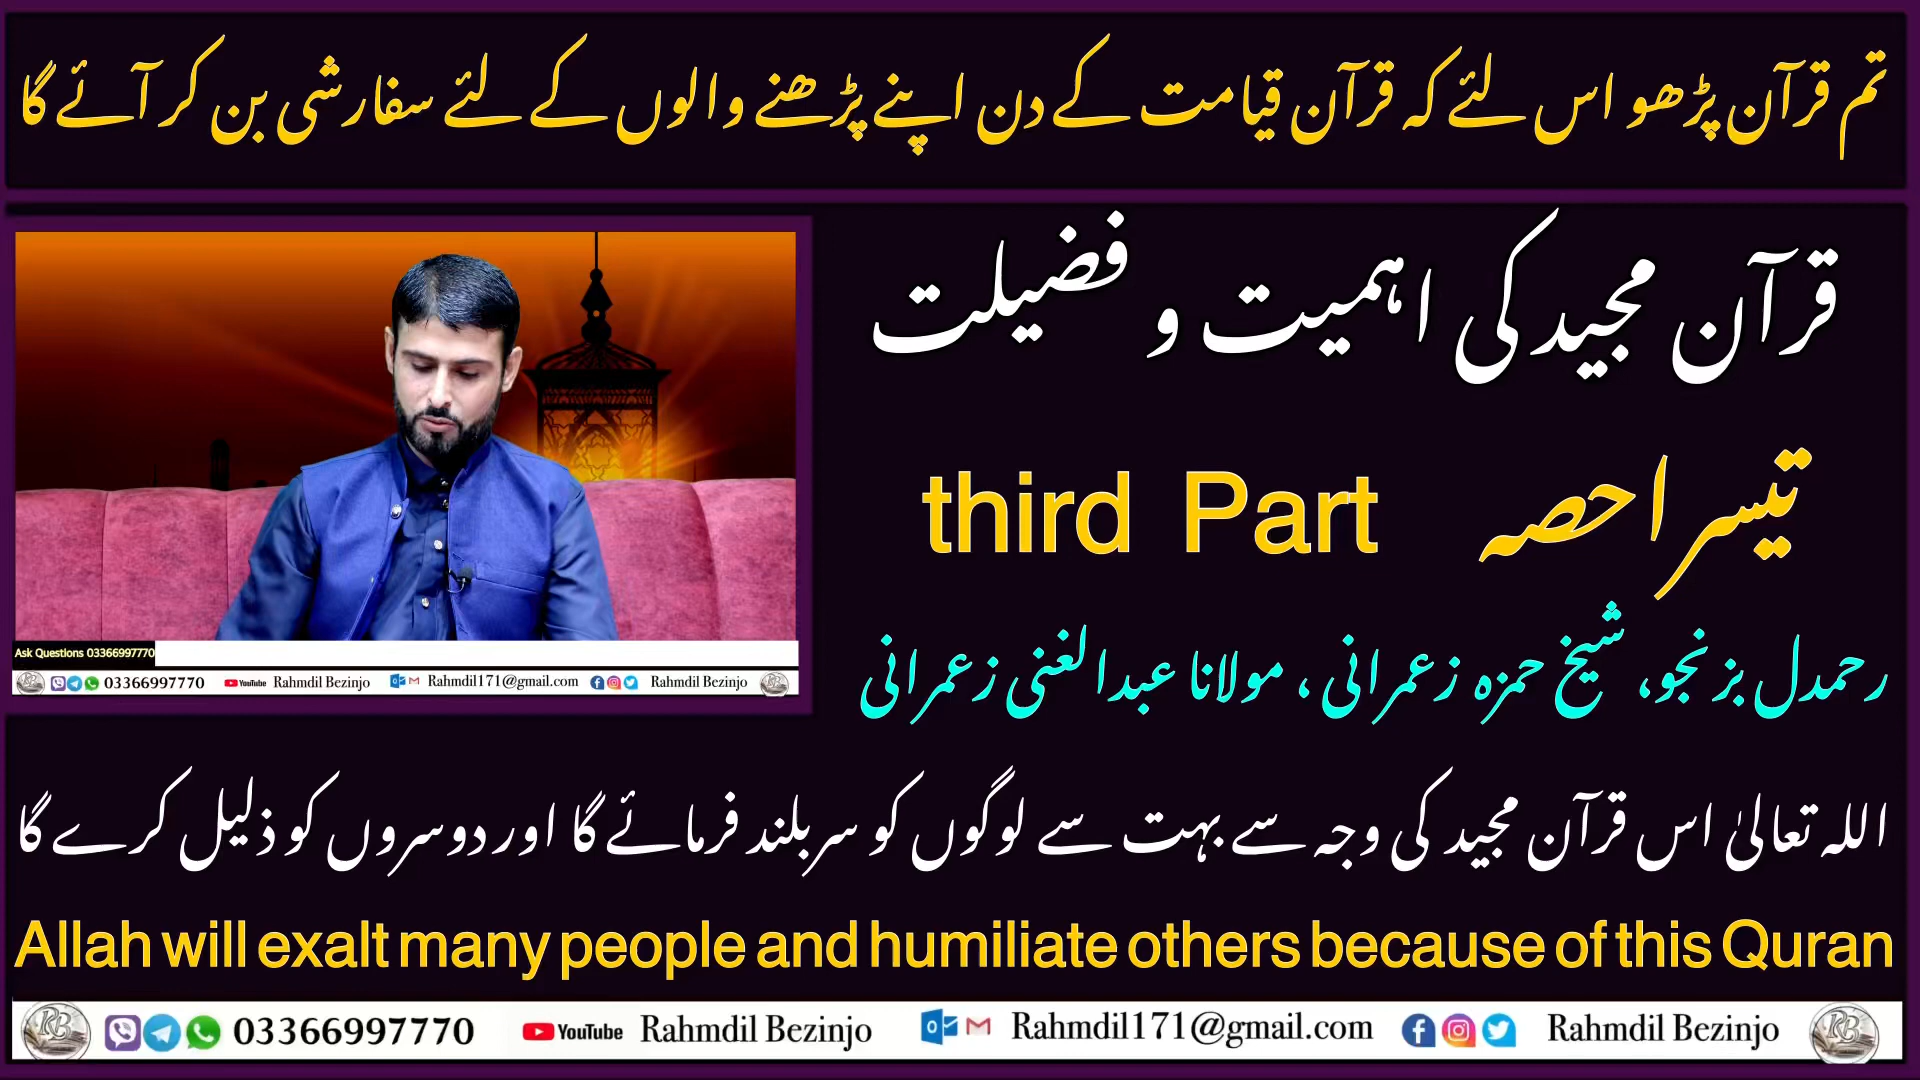 تم قرآن پڑھو اس لئے کہ قرآن قیامت کے دن اپنے پڑھنے والوں کے لئے سفارشی بن کر آئے گا
قرآن مجید کی اہمیت و فضیلت
تیسرا حصہ third Part
رحمدل بزنجو، شیخ حمزہ زعمرانی ، مولانا عبدالغنی زعمرانی
Ask Questions 03366997770
03366997770 YouTube Rahmdil Bezinjo Rahmdil171@gmail.com Rahmdil Bezinjo
اللہ تعالیٰ اس قرآن مجید کی وجہ سے بہت سے لوگوں کو سربلند فرمائے گا اور دوسروں کو ذلیل کرے گا
Allah will exalt many people and humiliate others because of this Quran
RB 03366997770 YouTube Rahmdil Bezinjo Rahmdil171@gmail.com Rahmdil Bezinjo RB